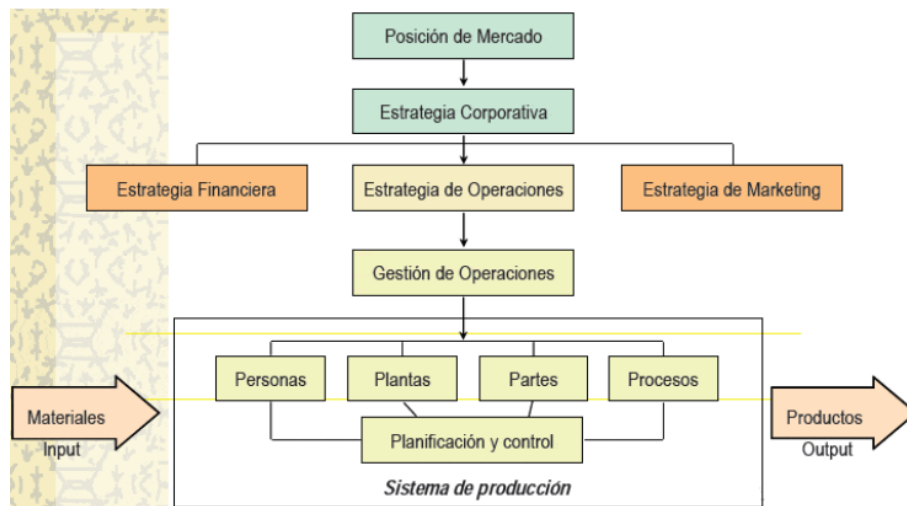 Posición de Mercado
Estrategia Corporativa
Estrategia Financiera
Estrategia de Operaciones
Estrategia de Marketing
Gestión de Operaciones
Personas
Plantas
Partes
Procesos
Materiales
Input
Planificación y control
Productos
Output
Sistema de producción